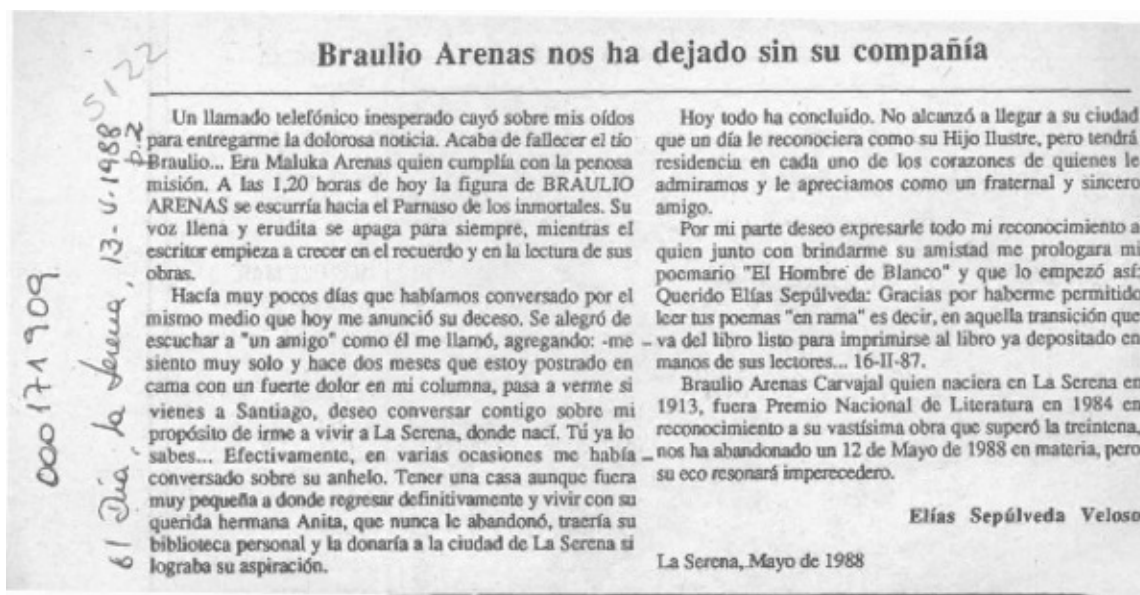 Braulio Arenas nos ha dejado sin su compañía
Un llamado telefónico inesperado cayó sobre mis oídos
para entregarme la dolorosa noticia. Acaba de fallecer el tío
Braulio... Era Maluka Arenas quien cumplía con la penosa
misión. A las 1,20 horas de hoy la figura de BRAULIO
ARENAS se escurría hacia el Parnaso de los inmortales. Su
voz llena y erudita se apaga para siempre, mientras el
escritor empieza a crecer en el recuerdo y en la lectura de sus
obras.
Hacía muy pocos días que habíamos conversado por el
mismo medio que hoy me anunció su deceso. Se alegró de
escuchar a "un amigo" como él me llamó, agregando: -me
siento muy solo y hace dos meses que estoy postrado en
cama con un fuerte dolor en mi columna, pasa a verme si
vienes a Santiago, deseo conversar contigo sobre mi
propósito de irme a vivir a La Serena, donde nací. Tú ya lo
sabes... Efectivamente, en varias ocasiones me había
conversado sobre su anhelo. Tener una casa aunque fuera
muy pequeña a donde regresar definitivamente y vivir con su
querida hermana Anita, que nunca le abandonó, traería su
biblioteca personal y la donaría a la ciudad de La Serena si
lograba su aspiración.
Hoy todo ha concluido. No alcanzó a llegar a su ciudad
que un día le reconociera como su Hijo Ilustre, pero tendrá
residencia en cada uno de los corazones de quienes le
admiramos y le apreciamos como un fraternal y sincero
amigo.
Por mi parte deseo expresarle todo mi reconocimiento a
quien junto con brindarme su amistad me prologara mi
poemario "El Hombre de Blanco" y que lo empezó así:
Querido Elías Sepúlveda: Gracias por haberme permitido
leer tus poemas "en rama" es decir, en aquella transición que
va del libro listo para imprimirse al libro ya depositado en
manos de sus lectores... 16-II-87.
Braulio Arenas Carvajal quien naciera en La Serena en
1913, fuera Premio Nacional de Literatura en 1984 en
reconocimiento a su vastísima obra que superó la treintena,
nos ha abandonado un 12 de Mayo de 1988 en materia, pero
su eco resonará imperecedero.
Elías Sepúlveda Veloso
La Serena, Mayo de 1988
000171909
El Día, La Serena, 13-V-1988
p.2
5122